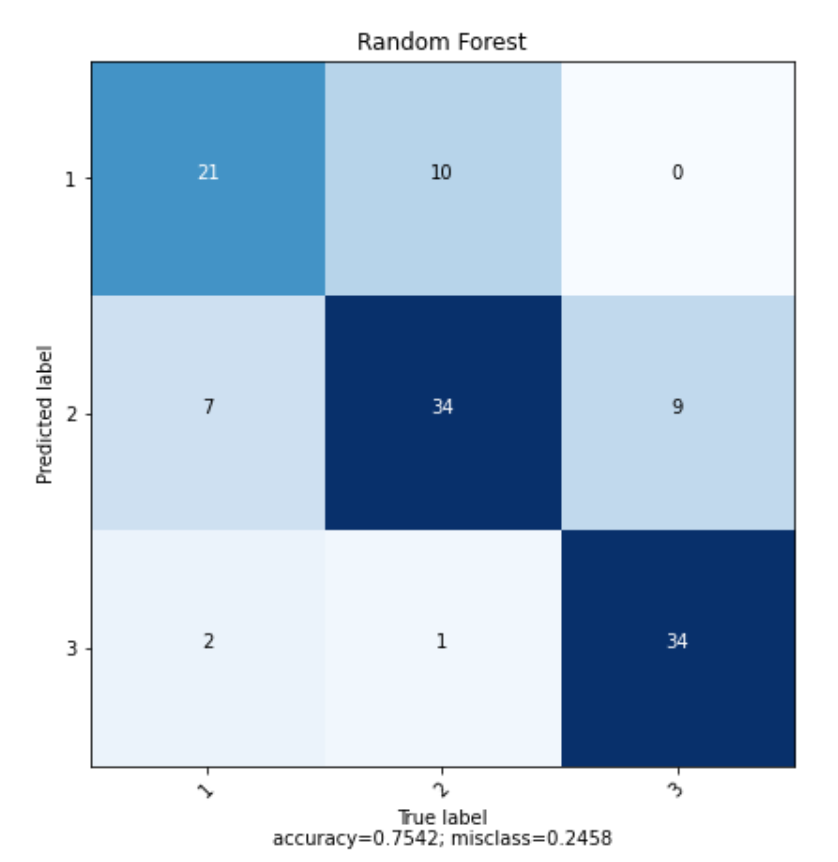 Random Forest
1 21 10 0
Predicted label
2 7 34 9
3 2 1 34
1 2 3
True label
accuracy=0.7542; misclass=0.2458